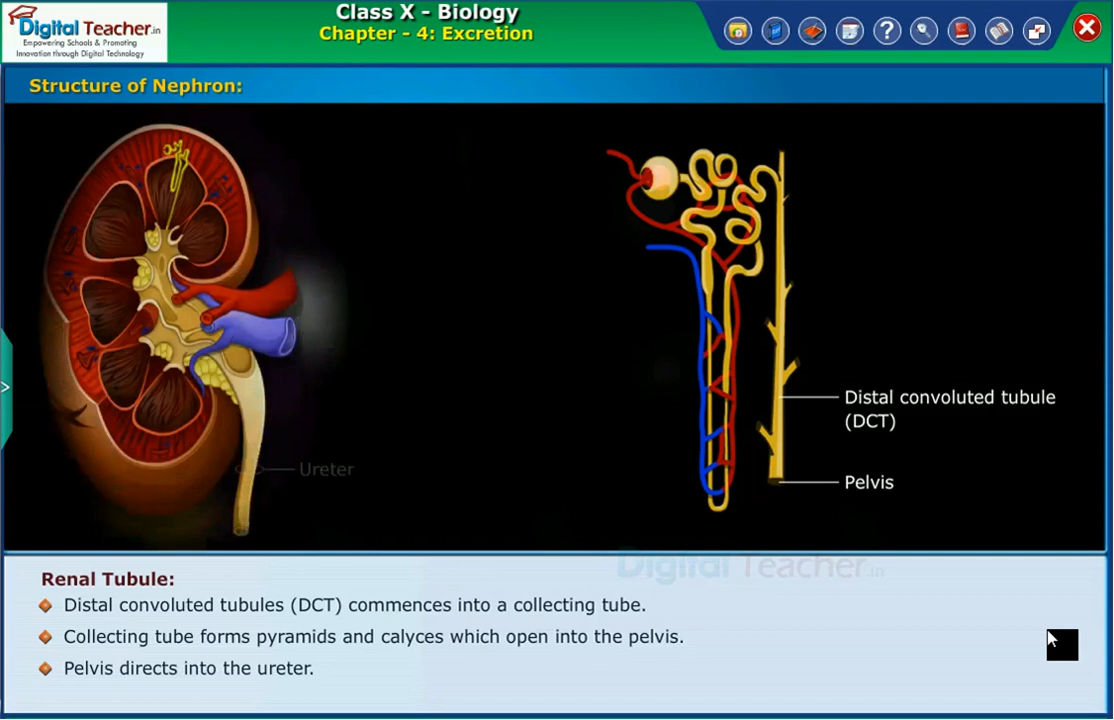 Digital Teacher.in
Empowering Schools & Promoting
Innovation through Digital Technology
Class X - Biology
Chapter - 4: Excretion
?
Structure of Nephron:
>
Distal convoluted tubule
(DCT)
Ureter
Pelvis
Digital Teacher.in
Renal Tubule:
Distal convoluted tubules (DCT) commences into a collecting tube.
Collecting tube forms pyramids and calyces which open into the pelvis.
Pelvis directs into the ureter.